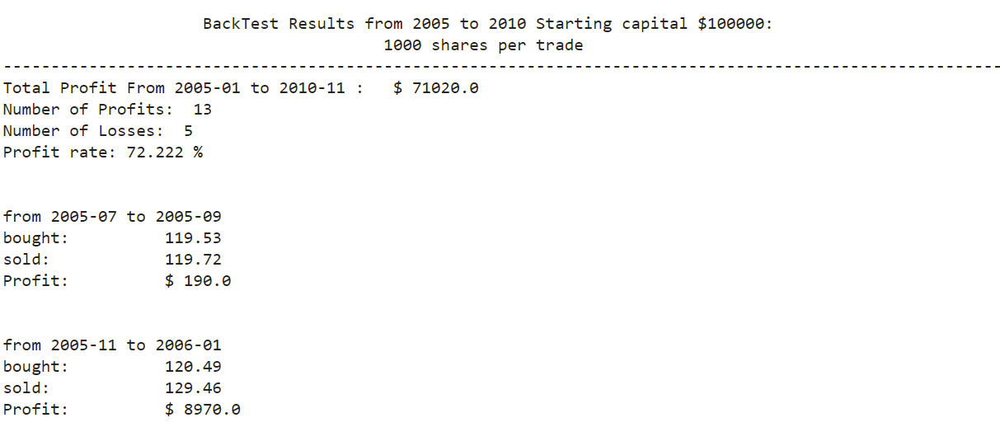 BackTest Results from 2005 to 2010 Starting capital $100000:
1000 shares per trade
---------------------------------------------------------------------------------------------------------
Total Profit From 2005-01 to 2010-11 :   $ 71020.0
Number of Profits:  13
Number of Losses:  5
Profit rate: 72.222 %
from 2005-07 to 2005-09
bought:          119.53
sold:            119.72
Profit:          $ 190.0
from 2005-11 to 2006-01
bought:          120.49
sold:            129.46
Profit:          $ 8970.0